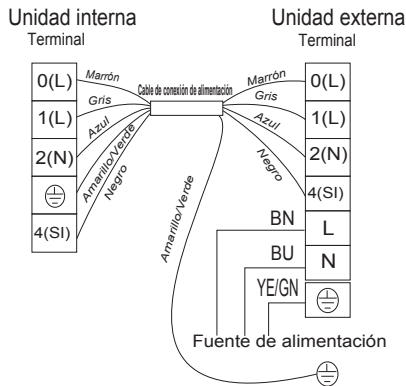 Unidad interna
Terminal
0(L)
1(L)
2(N)
4(SI)
Marrón
Gris
Azul
Amarillo/Verde
Negro
Cable de conexión de alimentación
Amarillo/Verde
Unidad externa
Terminal
Marrón
Gris
Azul
Negro
0(L)
1(L)
2(N)
4(SI)
L
N
BN
BU
YE/GN
Fuente de alimentación